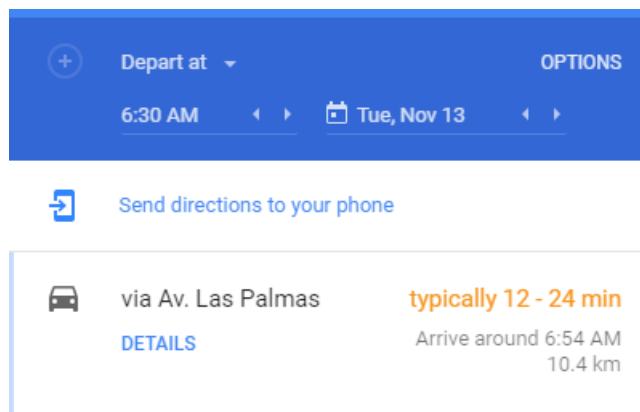 Depart at OPTIONS
6:30 AM Tue, Nov 13
Send directions to your phone
via Av. Las Palmas typically 12 - 24 min
DETAILS Arrive around 6:54 AM
10.4 km